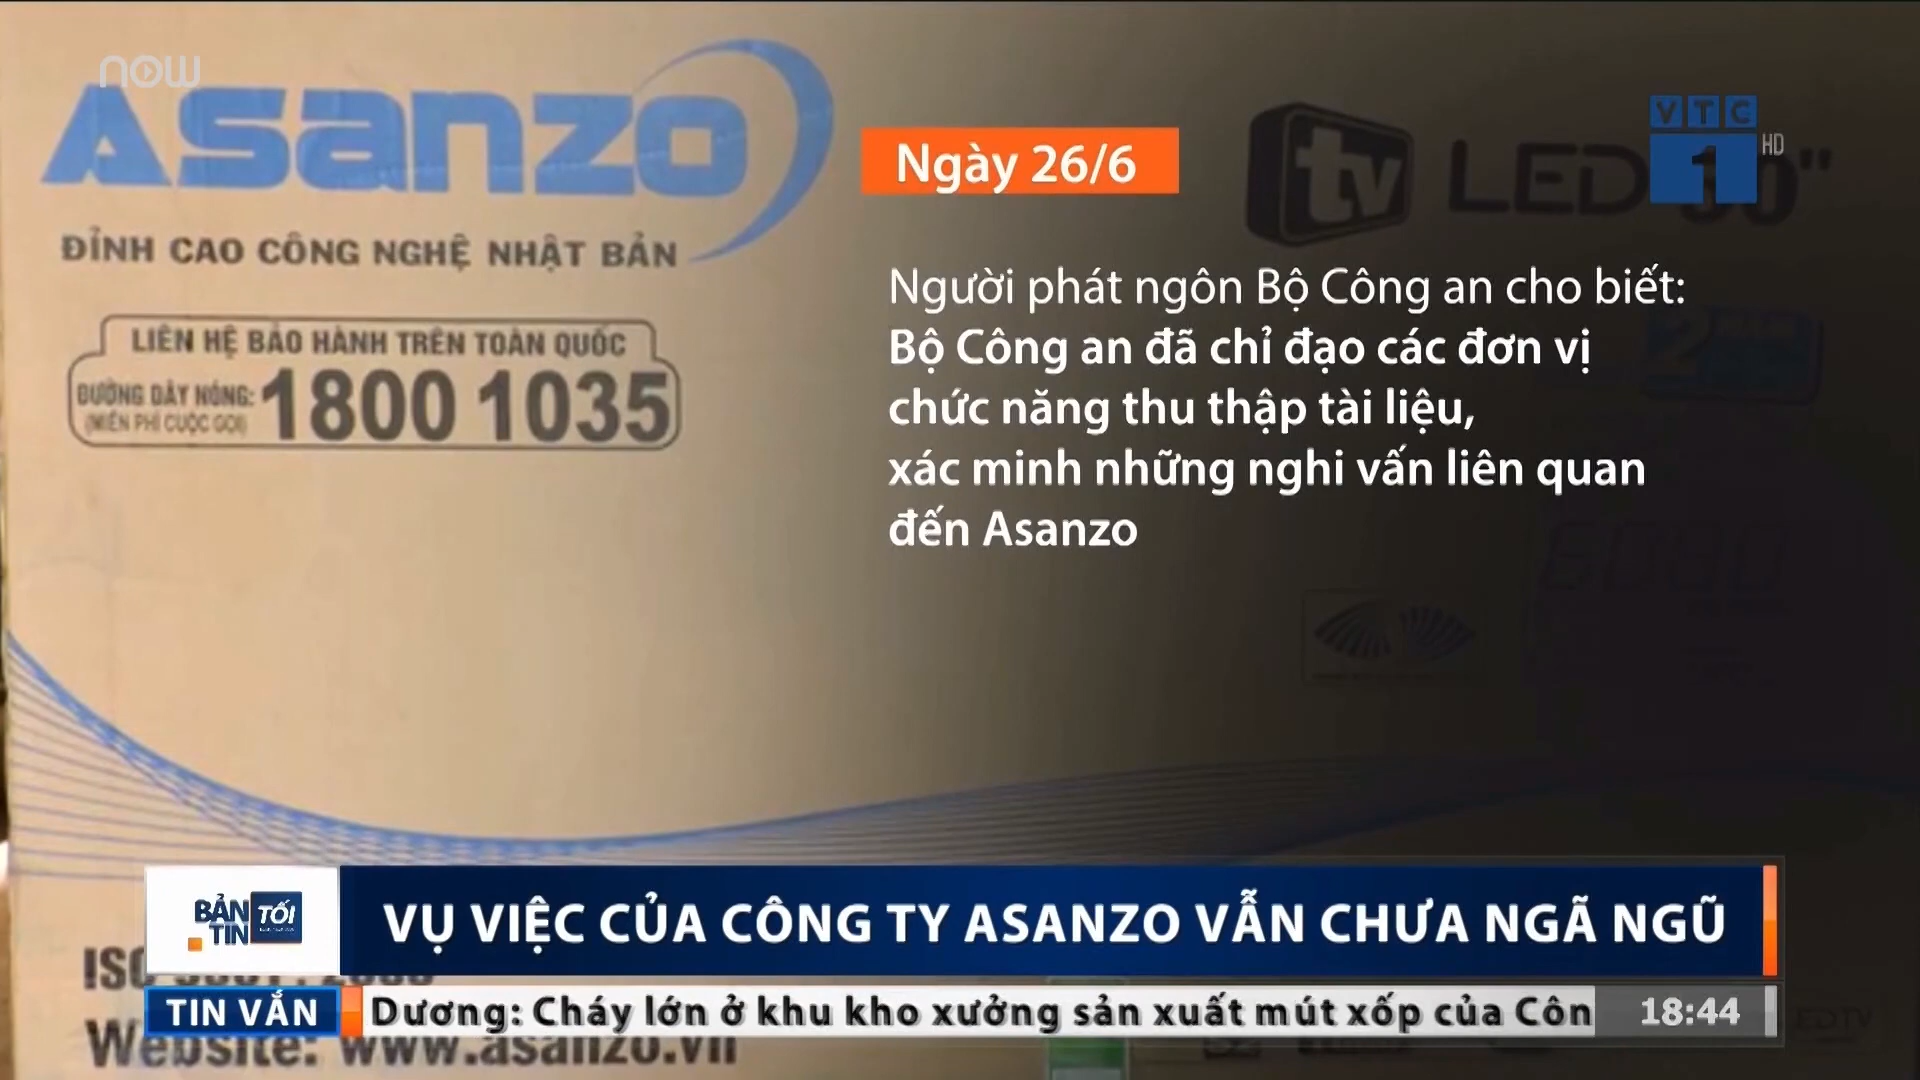 now
Asanzo
ĐỈNH CAO CÔNG NGHỆ NHẬT BẢN
LIÊN HỆ BẢO HÀNH TRÊN TOÀN QUỐC
ĐƯỜNG DÂY NÓNG: 1800 1035
(MIỄN PHÍ CUỘC GỌI)
tv LED
VTC
1
HD
Ngày 26/6
Người phát ngôn Bộ Công an cho biết:
Bộ Công an đã chỉ đạo các đơn vị
chức năng thu thập tài liệu,
xác minh những nghi vấn liên quan
đến Asanzo
BẢN TIN TỐI
VỤ VIỆC CỦA CÔNG TY ASANZO VẪN CHƯA NGÃ NGŨ
ISO
TIN VẮN
Dương: Cháy lớn ở khu kho xưởng sản xuất mút xốp của Côn
18:44
Website: www.asanzo.vn